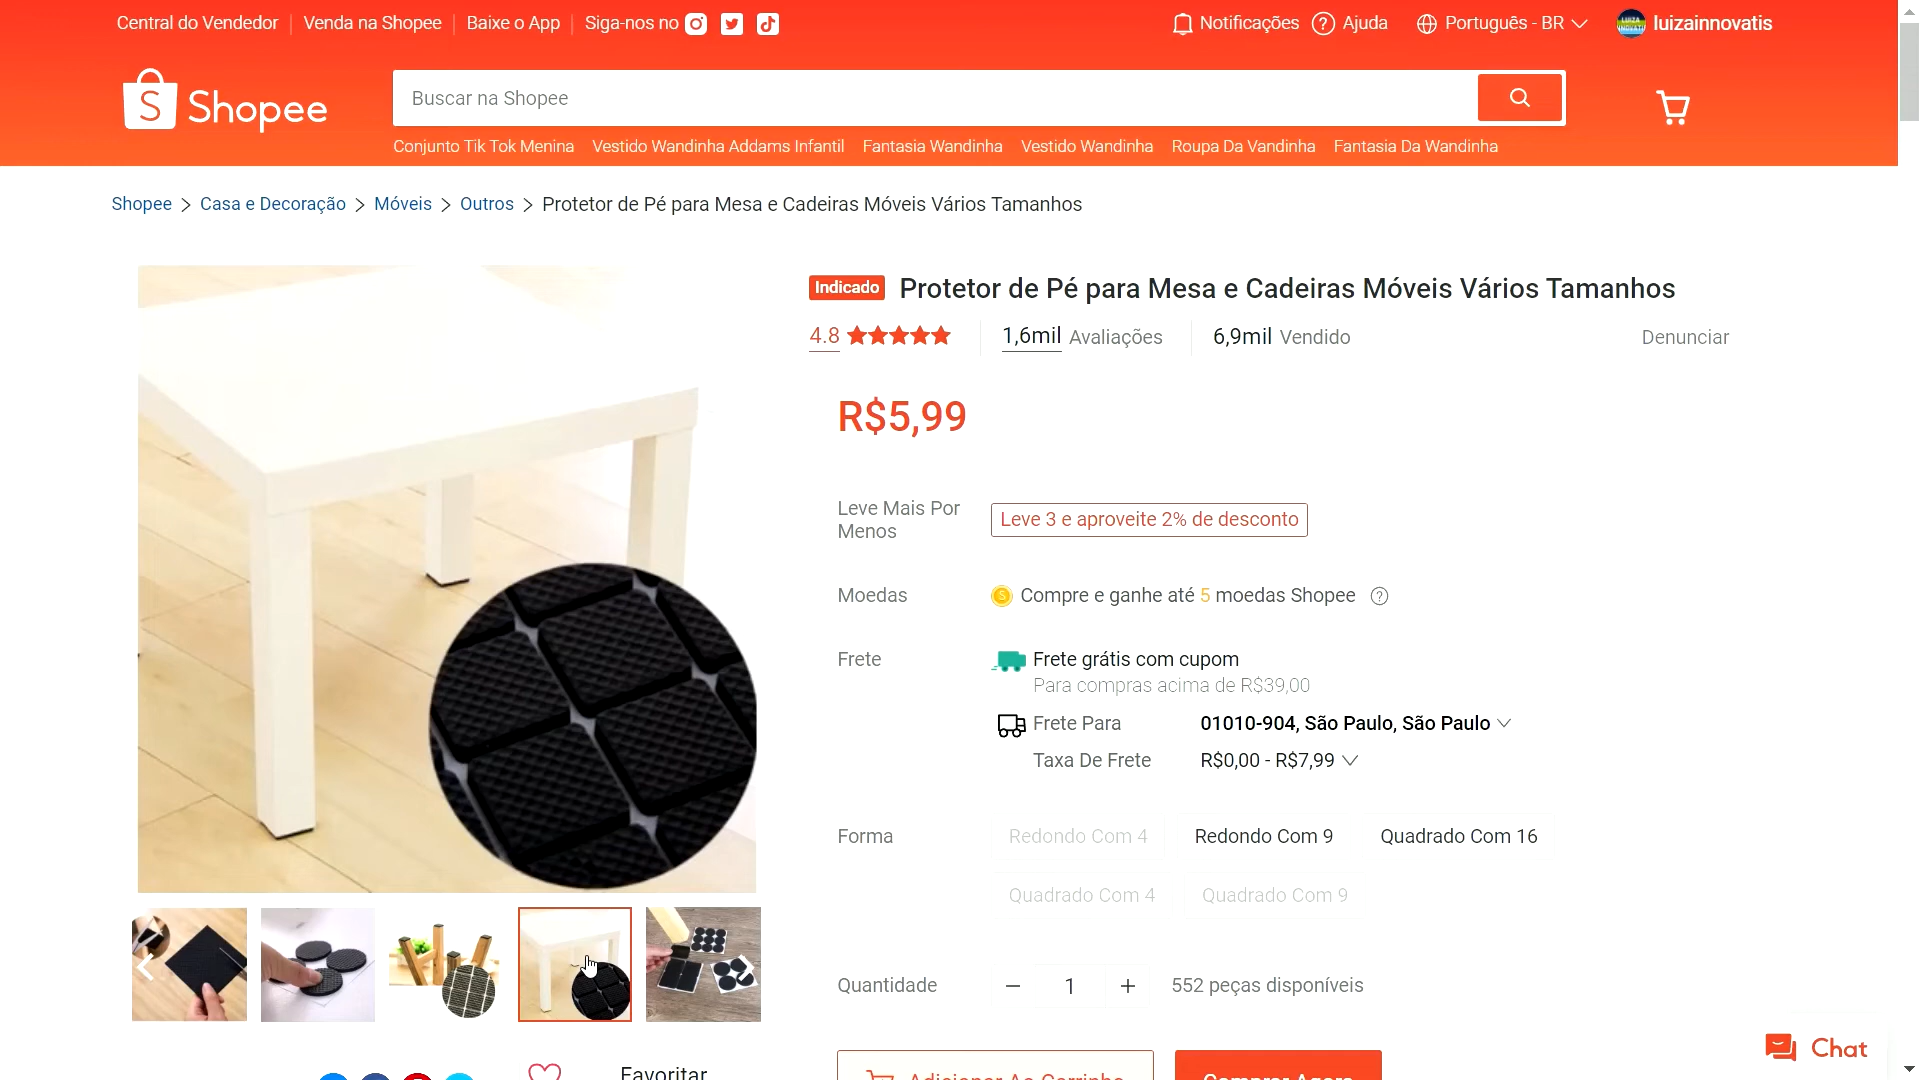 Central do Vendedor | Venda na Shopee | Baixe o App | Siga-nos no
Notificações Ajuda Português - BR luizainnovatis
Shopee
Buscar na Shopee
Conjunto Tik Tok Menina Vestido Wandinha Addams Infantil Fantasia Wandinha Vestido Wandinha Roupa Da Vandinha Fantasia Da Wandinha
Shopee > Casa e Decoração > Móveis > Outros > Protetor de Pé para Mesa e Cadeiras Móveis Vários Tamanhos
Indicado Protetor de Pé para Mesa e Cadeiras Móveis Vários Tamanhos
4.8 1,6mil Avaliações 6,9mil Vendido Denunciar
R$5,99
Leve Mais Por
Menos
Leve 3 e aproveite 2% de desconto
Moedas Compre e ganhe até 5 moedas Shopee ?
Frete Frete grátis com cupom
Para compras acima de R$39,00
Frete Para 01010-904, São Paulo, São Paulo
Taxa De Frete R$0,00 - R$7,99
Forma Redondo Com 4 Redondo Com 9 Quadrado Com 16
Quadrado Com 4 Quadrado Com 9
Quantidade − 1 + 552 peças disponíveis
Chat
Favoritar
Adicionar Ao Carrinho Comprar Agora